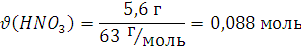 ϑ(HNO₃) = 5,6 г / 63 г/моль = 0,088 моль